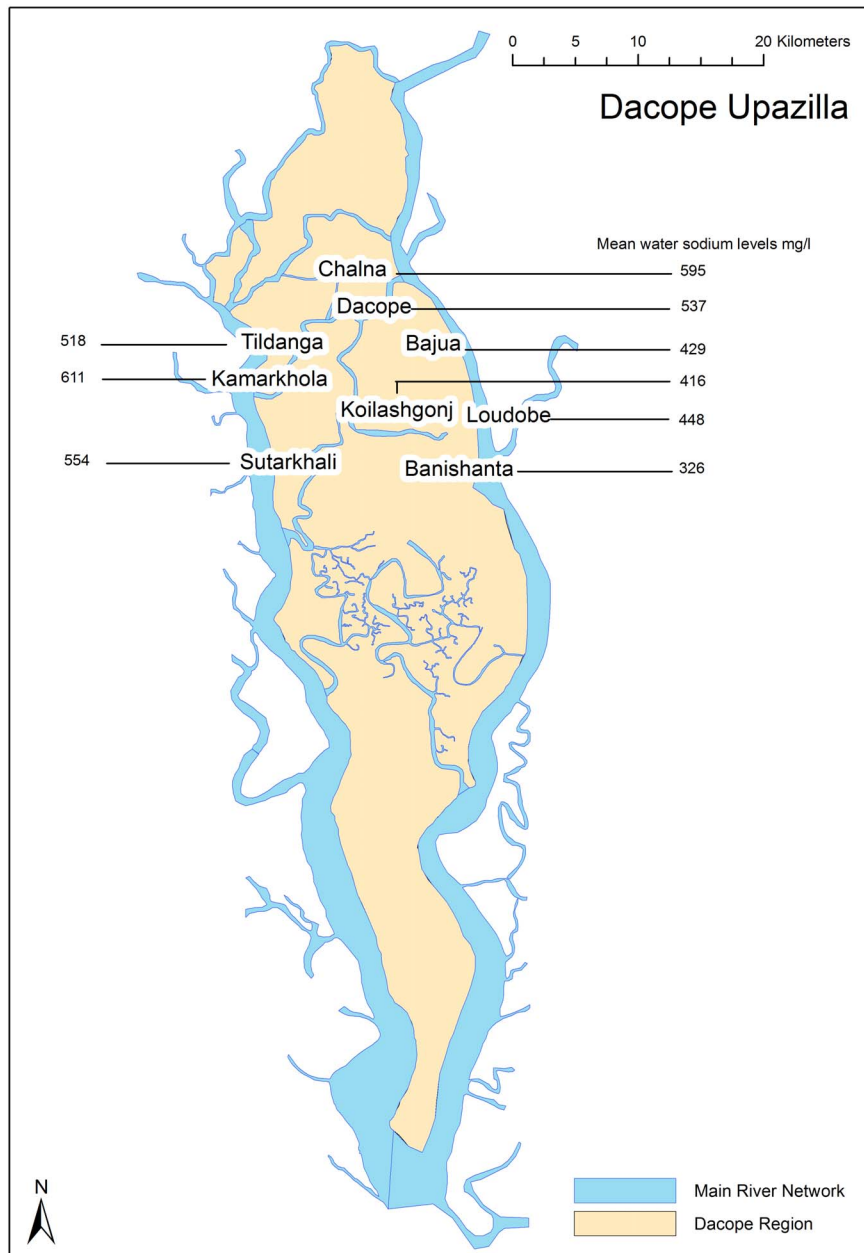 0 5 10 20 Kilometers
Dacope Upazilla
Mean water sodium levels mg/l
Chalna 595
Dacope 537
518 Tildanga Bajua 429
611 Kamarkhola 416
Koilashgonj Loudobe 448
554 Sutarkhali Banishanta 326
N
Main River Network
Dacope Region